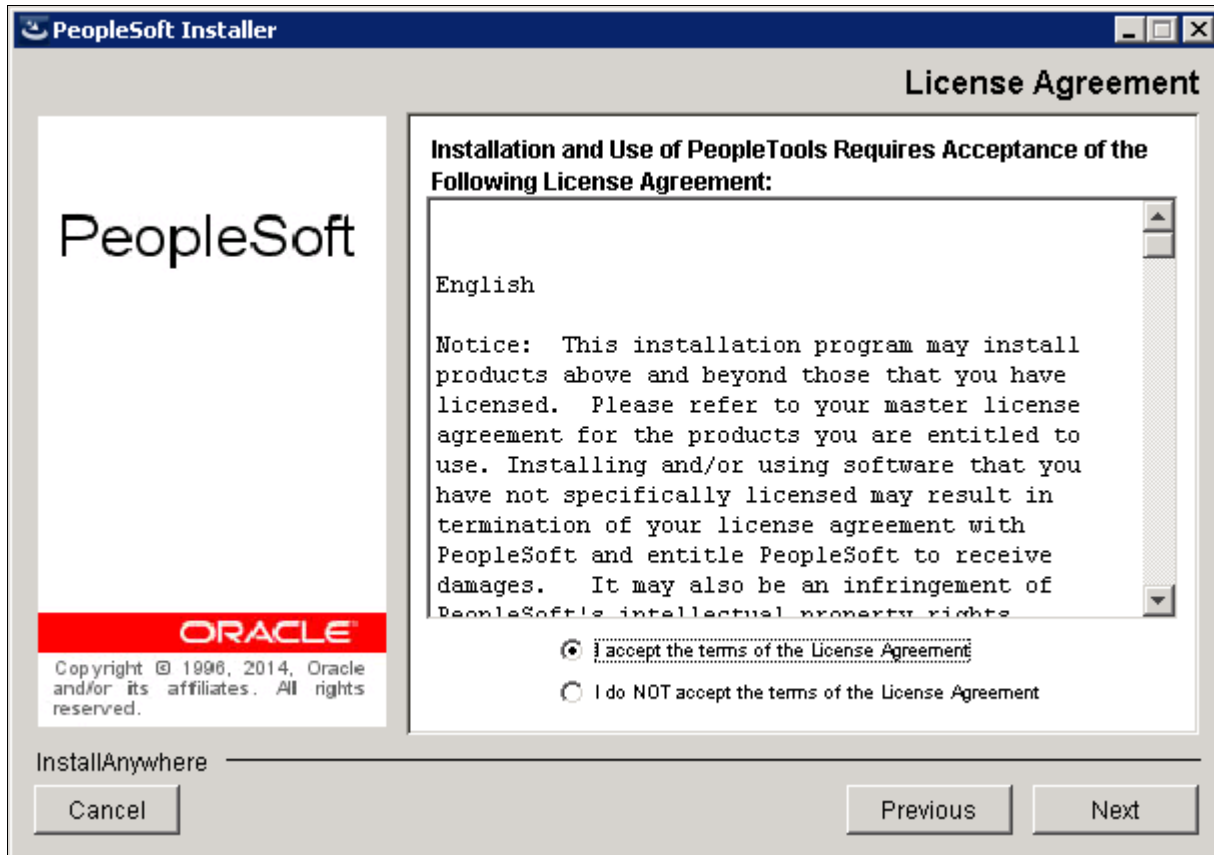 PeopleSoft Installer
License Agreement
PeopleSoft
ORACLE
Copyright © 1996, 2014, Oracle
and/or its affiliates. All rights
reserved.
Installation and Use of PeopleTools Requires Acceptance of the
Following License Agreement:
English
Notice:  This installation program may install
products above and beyond those that you have
licensed.  Please refer to your master license
agreement for the products you are entitled to
use. Installing and/or using software that you
have not specifically licensed may result in
termination of your license agreement with
PeopleSoft and entitle PeopleSoft to receive
damages.   It may also be an infringement of
PeopleSoft's intellectual property rights
I accept the terms of the License Agreement
I do NOT accept the terms of the License Agreement
InstallAnywhere
Cancel
Previous
Next